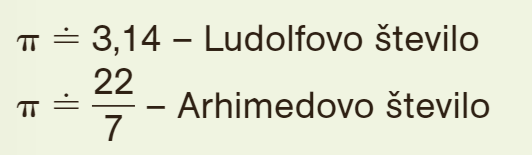 π ≐ 3,14 – Ludolfovo število
π ≐ 22/7 – Arhimedovo število